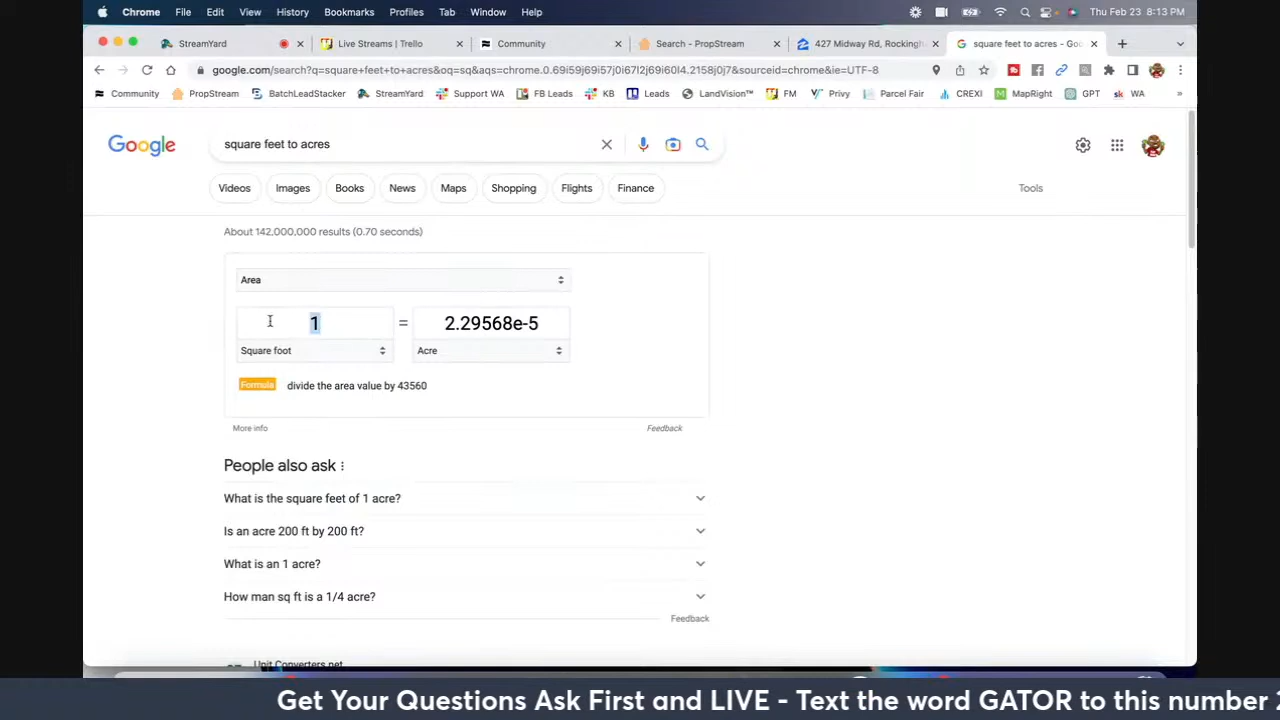 Chrome File Edit View History Bookmarks Profiles Tab Window Help Thu Feb 23 8:13 PM
StreamYard Live Streams | Trello Community Search - PropStream 427 Midway Rd, Rockingh square feet to acres - Goo
google.com/search?q=square+feet+to+acres&oq=sq&aqs=chrome.0.69i59j69i57j0i67l2j69i60l4.2158j0j7&sourceid=chrome&ie=UTF-8
Community PropStream BatchLeadStacker StreamYard Support WA FB Leads KB Leads LandVision™ FM Privy Parcel Fair CREXI MapRight GPT sk WA »
Google square feet to acres
Videos Images Books News Maps Shopping Flights Finance Tools
About 142,000,000 results (0.70 seconds)
Area
1 = 2.29568e-5
Square foot Acre
Formula divide the area value by 43560
More info Feedback
People also ask
What is the square feet of 1 acre?
Is an acre 200 ft by 200 ft?
What is an 1 acre?
How man sq ft is a 1/4 acre?
Feedback
Unit Converters.net
Get Your Questions Ask First and LIVE - Text the word GATOR to this number